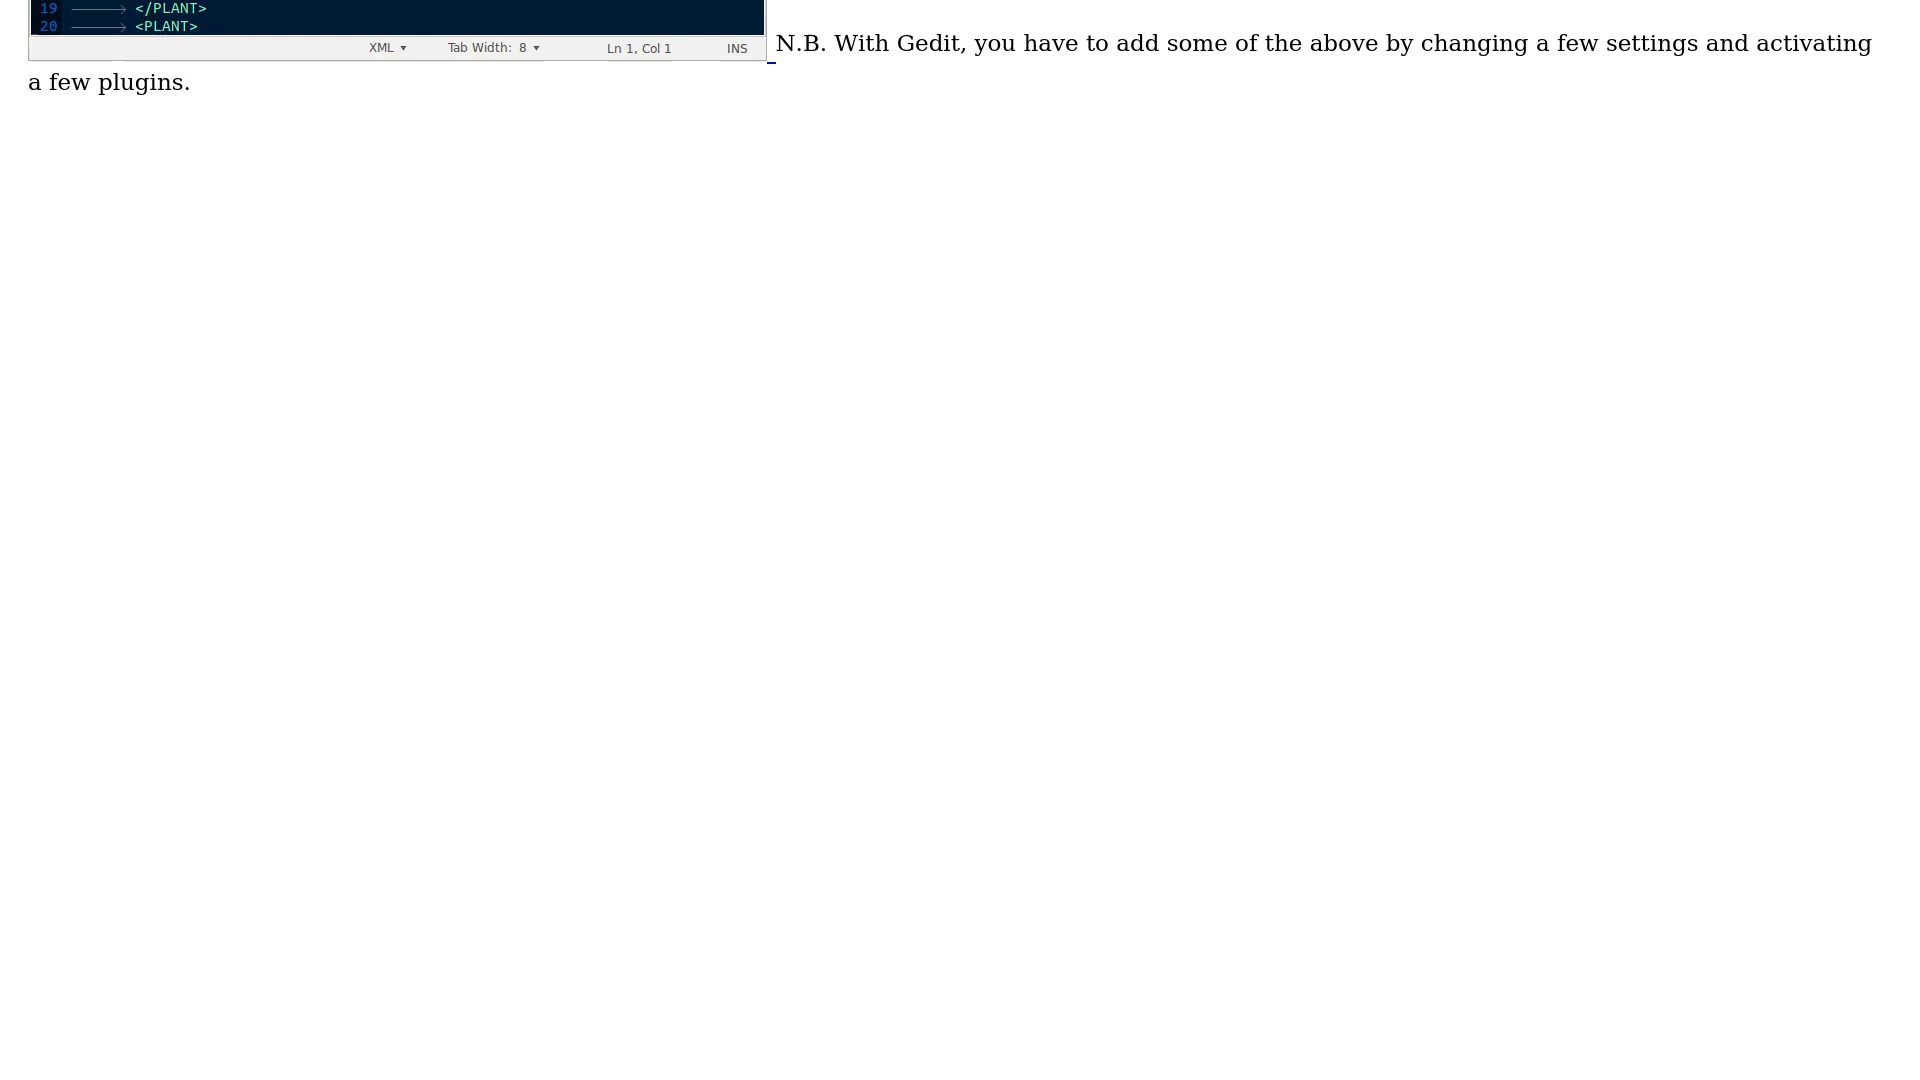 19 </PLANT>
20 <PLANT>
XML Tab Width: 8 Ln 1, Col 1 INS
N.B. With Gedit, you have to add some of the above by changing a few settings and activating
a few plugins.